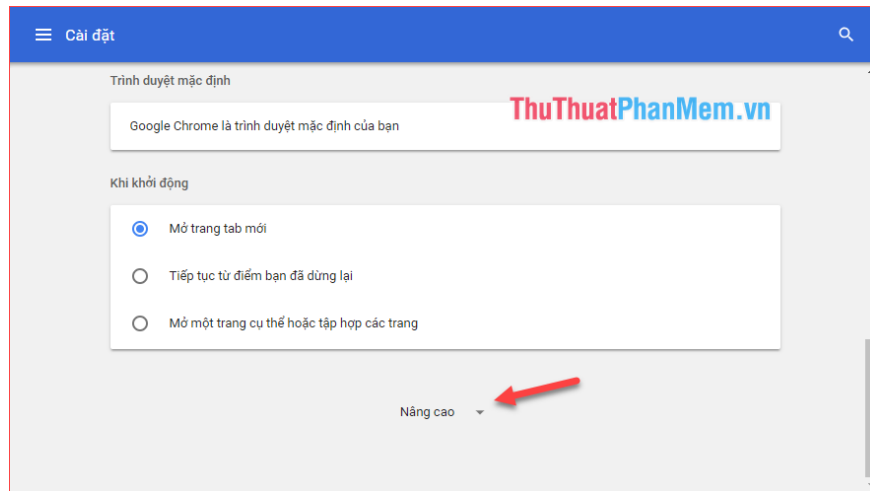 Cài đặt
Trình duyệt mặc định
ThuThuatPhanMem.vn
Google Chrome là trình duyệt mặc định của bạn
Khi khởi động
Mở trang tab mới
Tiếp tục từ điểm bạn đã dừng lại
Mở một trang cụ thể hoặc tập hợp các trang
Nâng cao